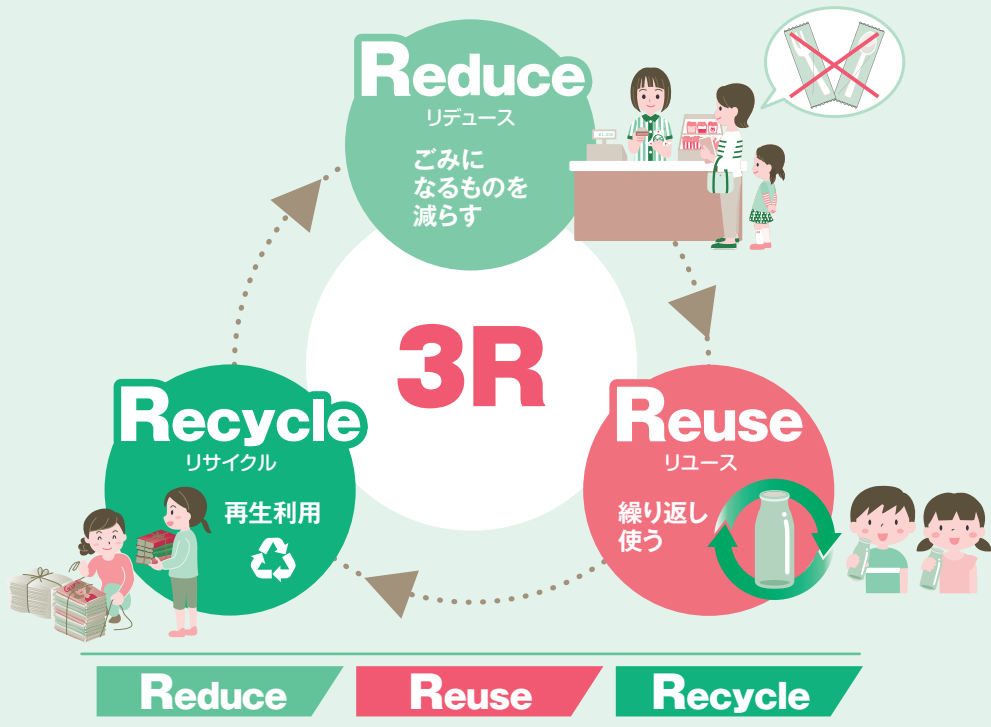 Reduce
リデュース
ごみに
なるものを
減らす
3R
Reuse
リユース
繰り返し
使う
Recycle
リサイクル
再生利用
Reduce
Reuse
Recycle